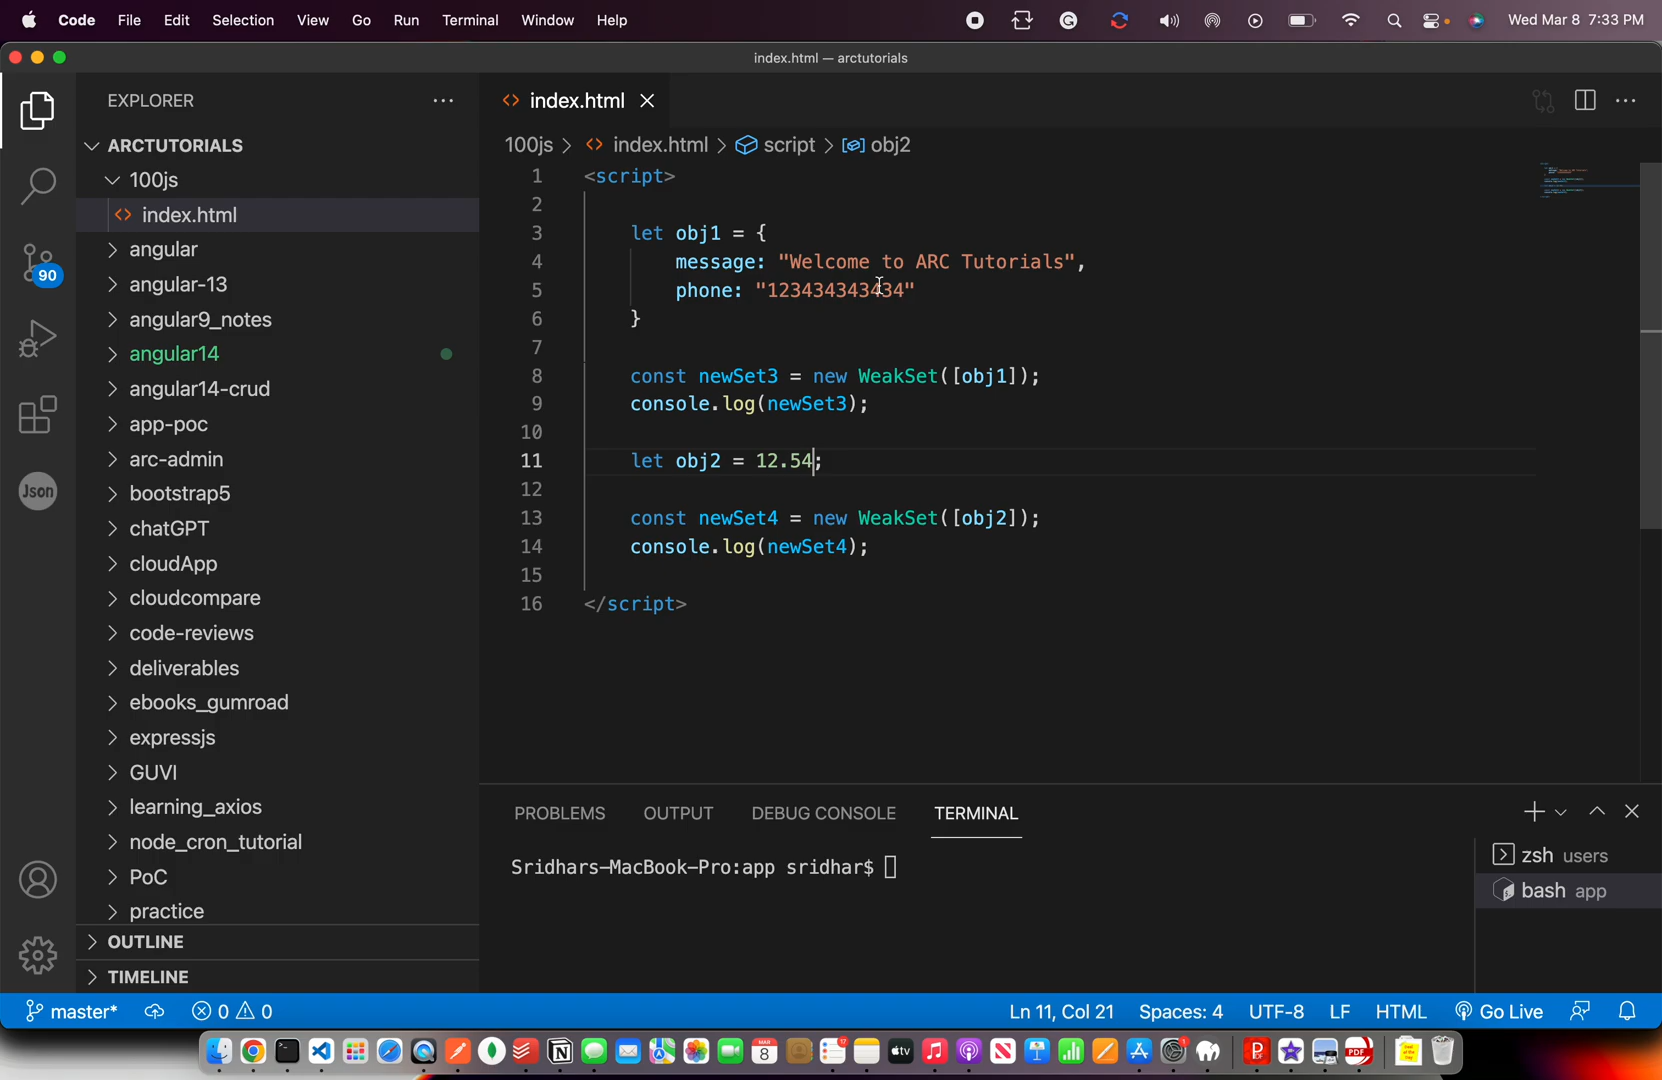 Code File Edit Selection View Go Run Terminal Window Help Wed Mar 8 7:33 PM
index.html — arctutorials
EXPLORER
ARCTUTORIALS
100js
index.html
angular
angular-13
angular9_notes
angular14
angular14-crud
app-poc
arc-admin
bootstrap5
chatGPT
cloudApp
cloudcompare
code-reviews
deliverables
ebooks_gumroad
expressjs
GUVI
learning_axios
node_cron_tutorial
PoC
practice
OUTLINE
TIMELINE
90
Json
index.html
100js > index.html > script > obj2
1 <script>
2
3 let obj1 = {
4 message: "Welcome to ARC Tutorials",
5 phone: "123434343434"
6 }
7
8 const newSet3 = new WeakSet([obj1]);
9 console.log(newSet3);
10
11 let obj2 = 12.54;
12
13 const newSet4 = new WeakSet([obj2]);
14 console.log(newSet4);
15
16 </script>
PROBLEMS OUTPUT DEBUG CONSOLE TERMINAL
Sridhars-MacBook-Pro:app sridhar$
zsh users
bash app
master* 0 0 Ln 11, Col 21 Spaces: 4 UTF-8 LF HTML Go Live